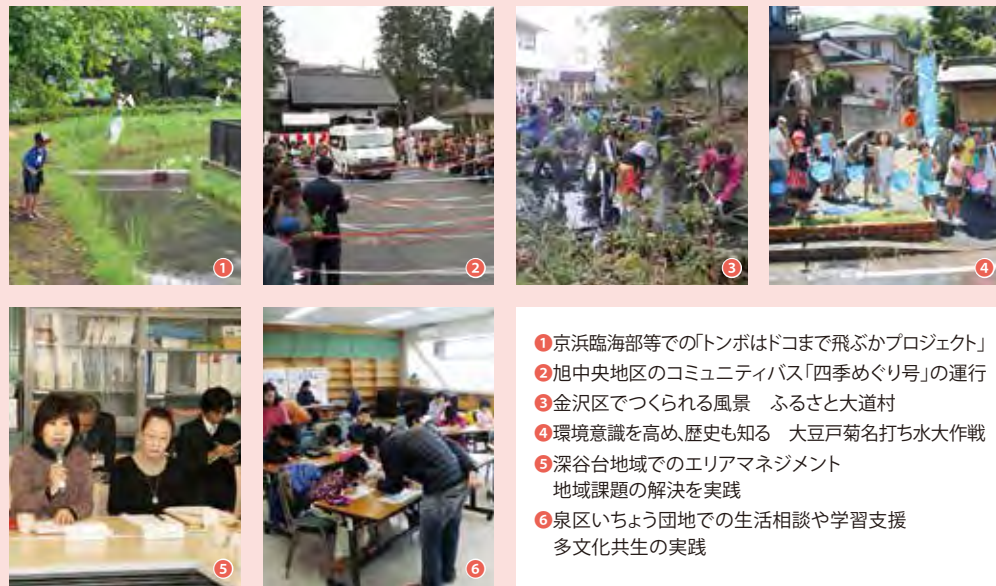 ❶
❷
❸
❹
❺
❻
❶京浜臨海部等での「トンボはドコまで飛ぶかプロジェクト」
❷旭中央地区のコミュニティバス「四季めぐり号」の運行
❸金沢区でつくられる風景　ふるさと大道村
❹環境意識を高め、歴史も知る　大豆戸菊名打ち水大作戦
❺深谷台地域でのエリアマネジメント
地域課題の解決を実践
❻泉区いちょう団地での生活相談や学習支援
多文化共生の実践